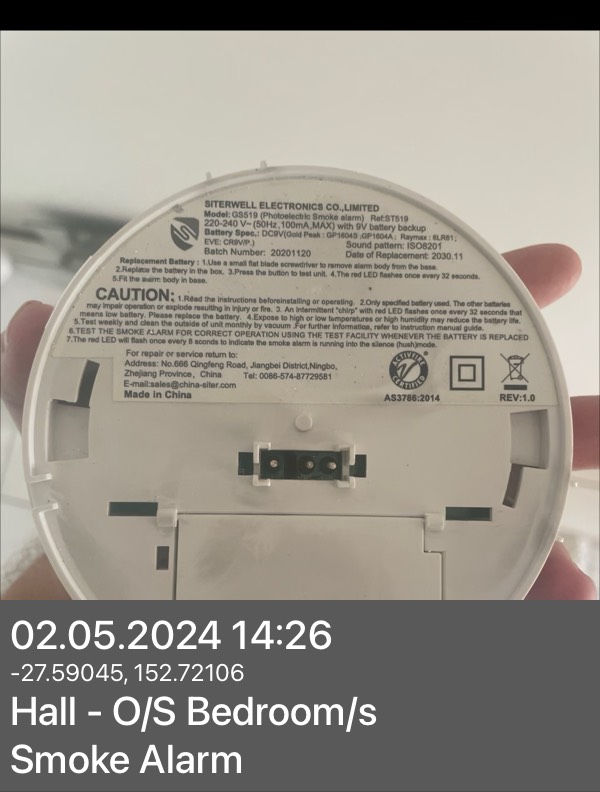 SITERWELL ELECTRONICS CO.,LIMITED
Model: GS519 (Photoelectric Smoke alarm) Ref:ST519
220-240 V~(50Hz,100mA,MAX) with 9V battery backup
Battery Spec.: DC9V(Gold Peak : GP1604S ,GP1604A ; Raymax : 6LR61;
EVE: CR9V/P.) Sound pattern: ISO8201
Batch Number: 20201120 Date of Replacement: 2030.11
Replacement Battery : 1.Use a small flat blade screwdriver to remove alarm body from the base.
2.Replace the battery in the box, 3.Press the button to test unit. 4.The red LED flashes once every 32 seconds.
5.Fit the alarm body in base.
CAUTION: 1.Read the instructions beforeinstalling or operating. 2.Only specified battery used. The other batteries
may impair operation or explode resulting in injury or fire. 3. An intermittent "chirp" with red LED flashes once every 32 seconds that
means low battery. Please replace the battery. 4.Expose to high or low temperatures or high humidity may reduce the battery life.
5.Test weekly and clean the outside of unit monthly by vacuum .For further informatica, refer to instruction manual guide.
6.TEST THE SMOKE ALARM FOR CORRECT OPERATION USING THE TEST FACILITY WHENEVER THE BATTERY IS REPLACED
7.The red LED will flash once every 8 seconds to indicate the smoke alarm is running into the silence (hush)mode.
For repair or service return to:
Address: No.666 Qingfeng Road, Jiangbei District,Ningbo,
Zhejiang Province, China Tel: 0086-574-87729581
E-mail:sales@china-siter.com
Made in China
ACTIVFIRE CERTIFIED
AS3786:2014
REV:1.0
02.05.2024 14:26
-27.59045, 152.72106
Hall - O/S Bedroom/s
Smoke Alarm